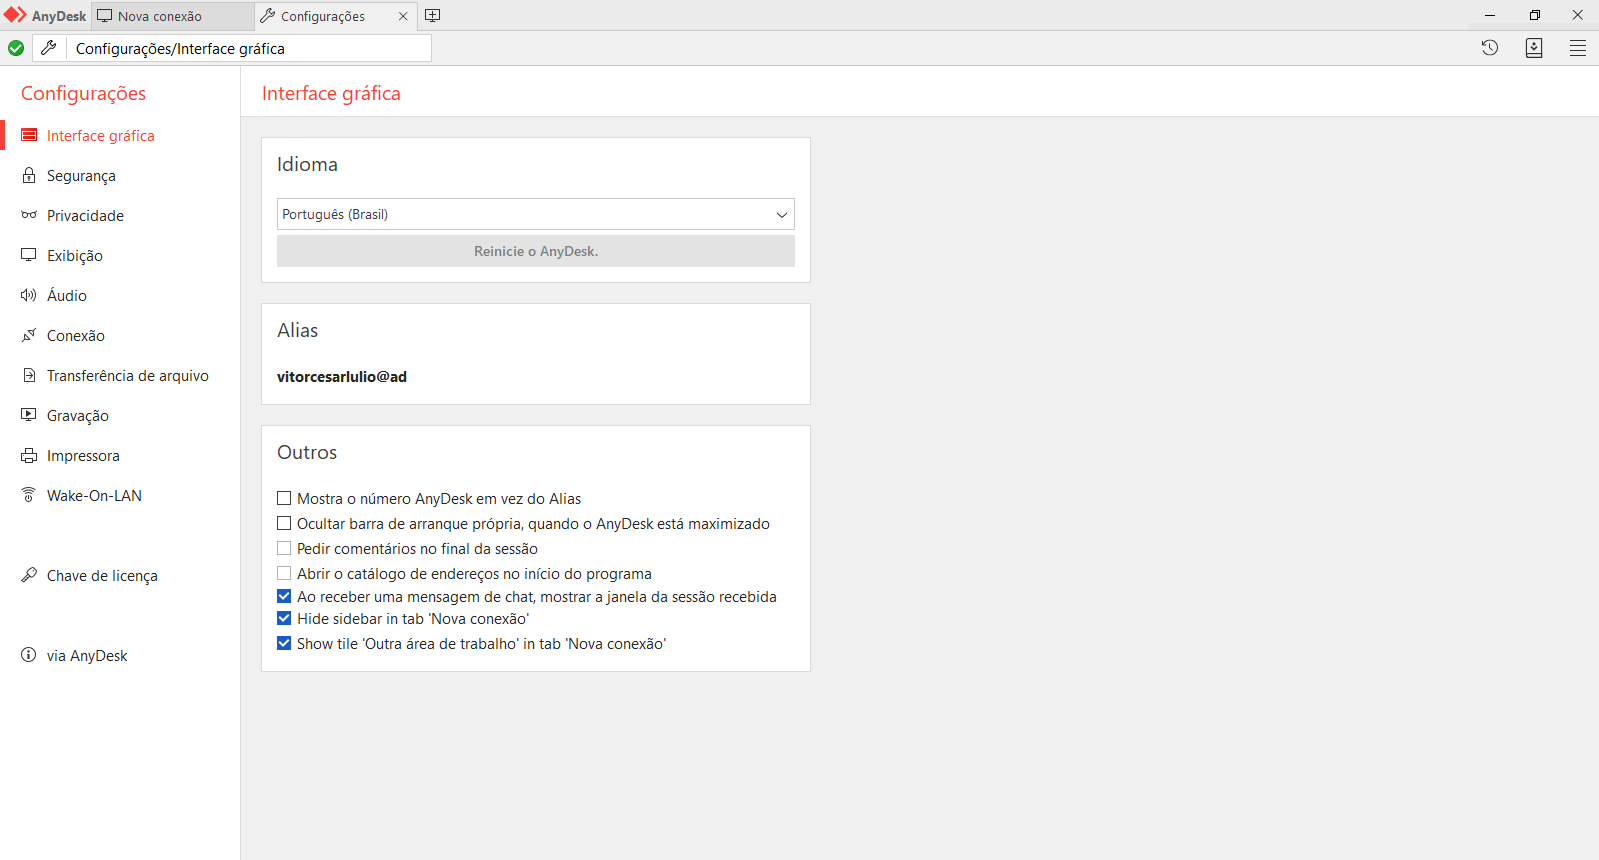 AnyDesk
Nova conexão
Configurações
Configurações/Interface gráfica
Configurações
Interface gráfica
Segurança
Privacidade
Exibição
Áudio
Conexão
Transferência de arquivo
Gravação
Impressora
Wake-On-LAN
Chave de licença
via AnyDesk
Interface gráfica
Idioma
Português (Brasil)
Reinicie o AnyDesk.
Alias
vitorcesarlulio@ad
Outros
Mostra o número AnyDesk em vez do Alias
Ocultar barra de arranque própria, quando o AnyDesk está maximizado
Pedir comentários no final da sessão
Abrir o catálogo de endereços no início do programa
Ao receber uma mensagem de chat, mostrar a janela da sessão recebida
Hide sidebar in tab 'Nova conexão'
Show tile 'Outra área de trabalho' in tab 'Nova conexão'